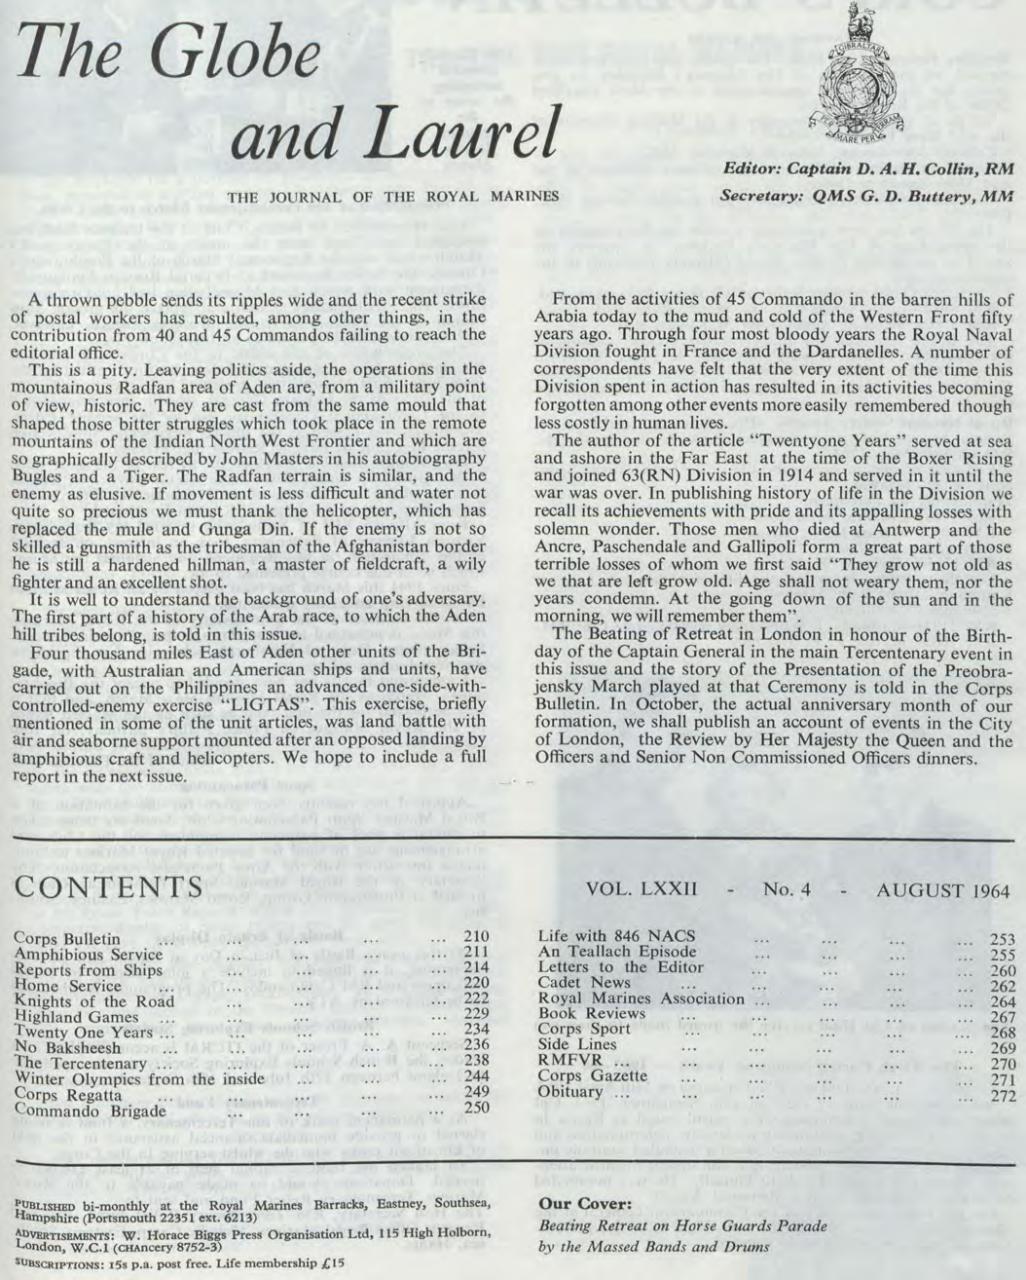 The Globe
and Laurel
THE JOURNAL OF THE ROYAL MARINES
GIBRALTAR
PER MARE PER TERRAM
Editor: Captain D. A. H. Collin, RM
Secretary: QMS G. D. Buttery, MM
A thrown pebble sends its ripples wide and the recent strike
of postal workers has resulted, among other things, in the
contribution from 40 and 45 Commandos failing to reach the
editorial office.
This is a pity. Leaving politics aside, the operations in the
mountainous Radfan area of Aden are, from a military point
of view, historic. They are cast from the same mould that
shaped those bitter struggles which took place in the remote
mountains of the Indian North West Frontier and which are
so graphically described by John Masters in his autobiography
Bugles and a Tiger. The Radfan terrain is similar, and the
enemy as elusive. If movement is less difficult and water not
quite so precious we must thank the helicopter, which has
replaced the mule and Gunga Din. If the enemy is not so
skilled a gunsmith as the tribesman of the Afghanistan border
he is still a hardened hillman, a master of fieldcraft, a wily
fighter and an excellent shot.
It is well to understand the background of one's adversary.
The first part of a history of the Arab race, to which the Aden
hill tribes belong, is told in this issue.
Four thousand miles East of Aden other units of the Bri-
gade, with Australian and American ships and units, have
carried out on the Philippines an advanced one-side-with-
controlled-enemy exercise "LIGTAS". This exercise, briefly
mentioned in some of the unit articles, was land battle with
air and seaborne support mounted after an opposed landing by
amphibious craft and helicopters. We hope to include a full
report in the next issue.
From the activities of 45 Commando in the barren hills of
Arabia today to the mud and cold of the Western Front fifty
years ago. Through four most bloody years the Royal Naval
Division fought in France and the Dardanelles. A number of
correspondents have felt that the very extent of the time this
Division spent in action has resulted in its activities becoming
forgotten among other events more easily remembered though
less costly in human lives.
The author of the article "Twentyone Years" served at sea
and ashore in the Far East at the time of the Boxer Rising
and joined 63(RN) Division in 1914 and served in it until the
war was over. In publishing history of life in the Division we
recall its achievements with pride and its appalling losses with
solemn wonder. Those men who died at Antwerp and the
Ancre, Paschendale and Gallipoli form a great part of those
terrible losses of whom we first said "They grow not old as
we that are left grow old. Age shall not weary them, nor the
years condemn. At the going down of the sun and in the
morning, we will remember them".
The Beating of Retreat in London in honour of the Birth-
day of the Captain General in the main Tercentenary event in
this issue and the story of the Presentation of the Preobra-
jensky March played at that Ceremony is told in the Corps
Bulletin. In October, the actual anniversary month of our
formation, we shall publish an account of events in the City
of London, the Review by Her Majesty the Queen and the
Officers and Senior Non Commissioned Officers dinners.
CONTENTS
VOL. LXXII - No. 4 - AUGUST 1964
Corps Bulletin ... ... ... ... ... 210
Amphibious Service ... ... ... ... 211
Reports from Ships ... ... ... ... 214
Home Service ... ... ... ... ... 220
Knights of the Road ... ... ... ... 222
Highland Games ... ... ... ... ... 229
Twenty One Years ... ... ... ... ... 234
No Baksheesh ... ... ... ... ... 236
The Tercentenary ... ... ... ... ... 238
Winter Olympics from the inside ... ... ... 244
Corps Regatta ... ... ... ... ... 249
Commando Brigade ... ... ... ... 250
Life with 846 NACS ... ... ... ... 253
An Teallach Episode ... ... ... ... 255
Letters to the Editor ... ... ... ... 260
Cadet News ... ... ... ... ... 262
Royal Marines Association ... ... ... ... 264
Book Reviews ... ... ... ... ... 267
Corps Sport ... ... ... ... ... 268
Side Lines ... ... ... ... ... 269
RMFVR ... ... ... ... ... ... 270
Corps Gazette ... ... ... ... ... 271
Obituary ... ... ... ... ... ... 272
PUBLISHED bi-monthly at the Royal Marines Barracks, Eastney, Southsea,
Hampshire (Portsmouth 22351 ext. 6213)
ADVERTISEMENTS: W. Horace Biggs Press Organisation Ltd, 115 High Holborn,
London, W.C.1 (CHAncery 8752-3)
SUBSCRIPTIONS: 15s p.a. post free. Life membership £15
Our Cover:
Beating Retreat on Horse Guards Parade
by the Massed Bands and Drums